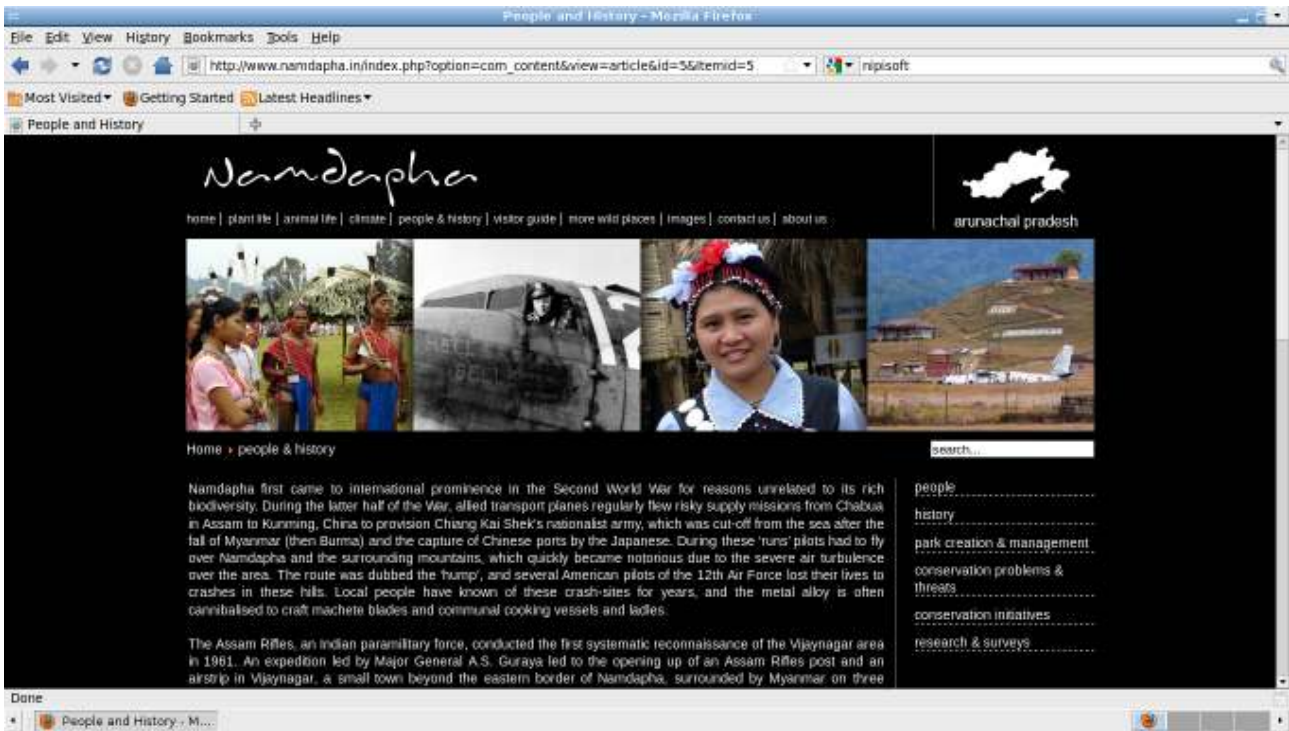 People and History - Mozilla Firefox
File Edit View History Bookmarks Tools Help
http://www.namdapha.in/index.php?option=com_content&view=article&id=5&Itemid=5
nipisoft
Most Visited Getting Started Latest Headlines
People and History
Namdapha
home | plant life | animal life | climate | people & history | visitor guide | more wild places | images | contact us | about us
arunachal pradesh
HELL
Home people & history
search...
Namdapha first came to international prominence in the Second World War for reasons unrelated to its rich
biodiversity. During the latter half of the War, allied transport planes regularly flew risky supply missions from Chabua
in Assam to Kunming, China to provision Chiang Kai Shek's nationalist army, which was cut-off from the sea after the
fall of Myanmar (then Burma) and the capture of Chinese ports by the Japanese. During these 'runs' pilots had to fly
over Namdapha and the surrounding mountains, which quickly became notorious due to the severe air turbulence
over the area. The route was dubbed the 'hump', and several American pilots of the 12th Air Force lost their lives to
crashes in these hills. Local people have known of these crash-sites for years, and the metal alloy is often
cannibalised to craft machete blades and communal cooking vessels and ladles.
The Assam Rifles, an Indian paramilitary force, conducted the first systematic reconnaissance of the Vijaynagar area
in 1961. An expedition led by Major General A.S. Guraya led to the opening up of an Assam Rifles post and an
airstrip in Vijaynagar, a small town beyond the eastern border of Namdapha, surrounded by Myanmar on three
people
history
park creation & management
conservation problems &
threats
conservation initiatives
research & surveys
Done
People and History - M...